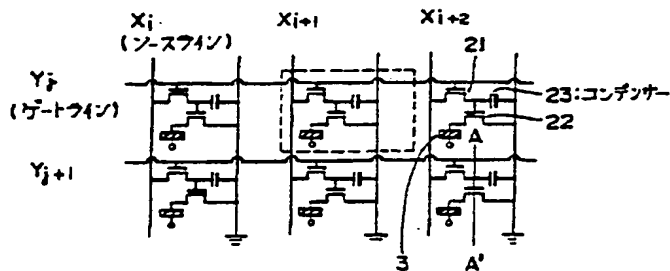 Xi Xi+1 Xi+2
(ソースライン)
21
Yj
(ゲートライン)
23:コンデンサー
22
A
Yj+1
3 A'